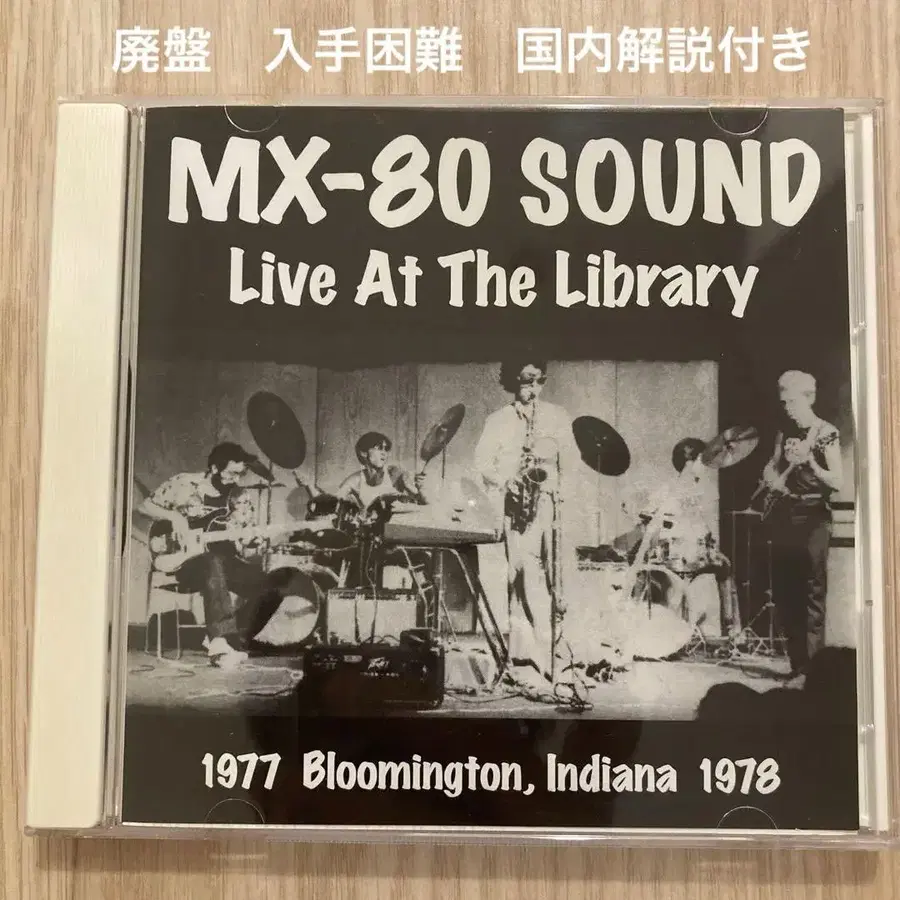 廃盤　入手困難　国内解説付き
MX-80 SOUND
Live At The Library
1977 Bloomington, Indiana 1978